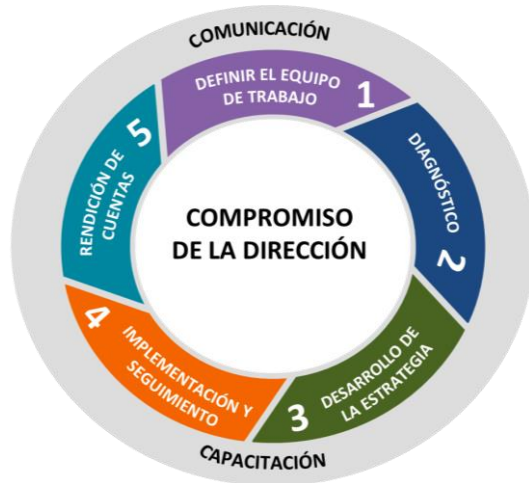 COMUNICACIÓN
DEFINIR EL EQUIPO
DE TRABAJO
1
DIAGNÓSTICO
2
DESARROLLO DE
LA ESTRATEGIA
3
IMPLEMENTACIÓN Y
SEGUIMIENTO
4
RENDICIÓN DE
CUENTAS
5
COMPROMISO
DE LA DIRECCIÓN
CAPACITACIÓN